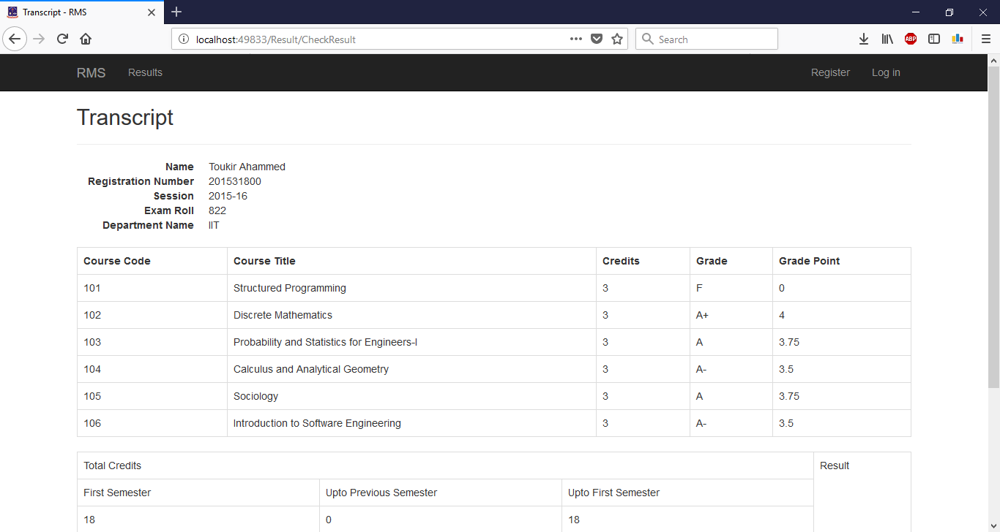 Transcript - RMS
localhost:49833/Result/CheckResult
Search
ABP
RMS Results Register Log in
Transcript
Name Toukir Ahammed
Registration Number 201531800
Session 2015-16
Exam Roll 822
Department Name IIT
Course Code Course Title Credits Grade Grade Point
101 Structured Programming 3 F 0
102 Discrete Mathematics 3 A+ 4
103 Probability and Statistics for Engineers-I 3 A 3.75
104 Calculus and Analytical Geometry 3 A- 3.5
105 Sociology 3 A 3.75
106 Introduction to Software Engineering 3 A- 3.5
Total Credits Result
First Semester Upto Previous Semester Upto First Semester
18 0 18